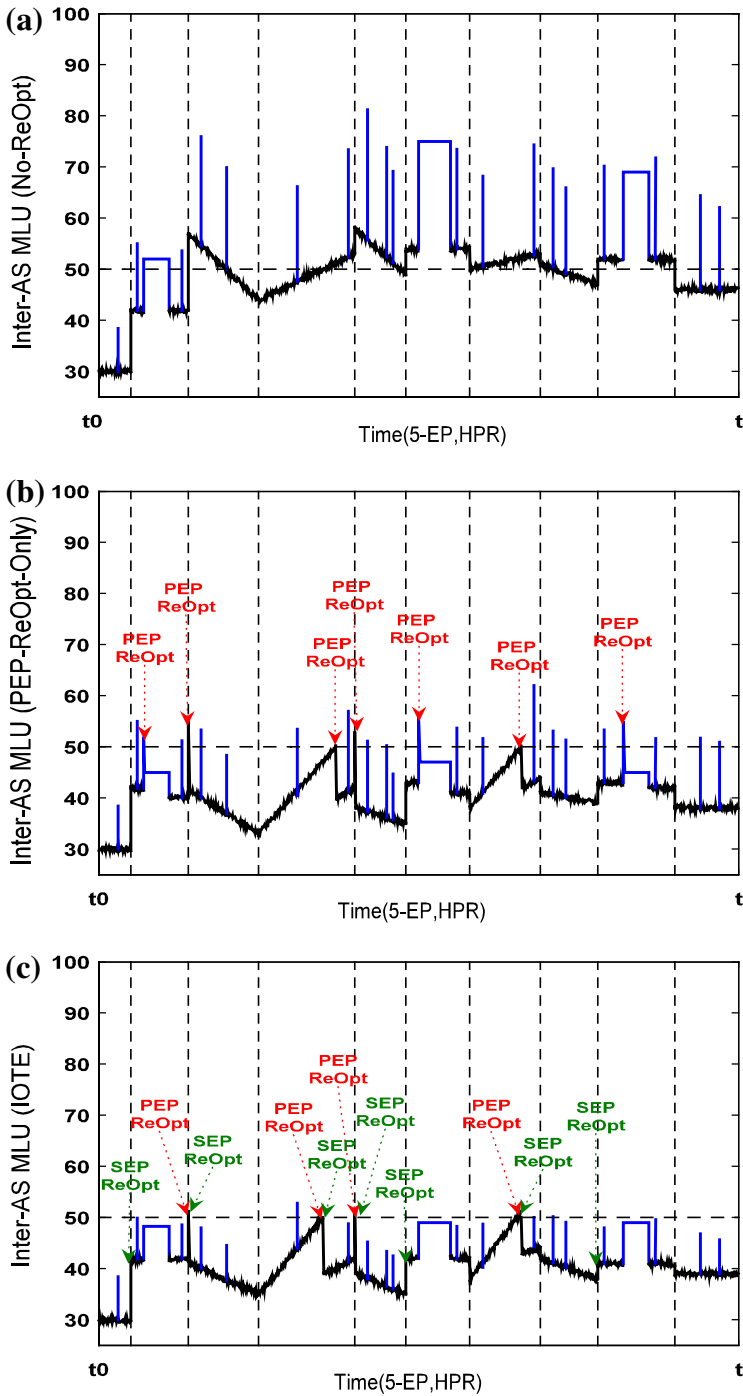 (a)
100
90
80
70
60
50
40
30
Inter-AS MLU (No-ReOpt)
t0
t
Time(5-EP,HPR)
(b)
100
90
80
70
60
50
40
30
Inter-AS MLU (PEP-ReOpt-Only)
PEP
ReOpt
PEP
ReOpt
PEP
ReOpt
PEP
ReOpt
PEP
ReOpt
PEP
ReOpt
PEP
ReOpt
t0
t
Time(5-EP,HPR)
(c)
100
90
80
70
60
50
40
30
Inter-AS MLU (IOTE)
SEP
ReOpt
PEP
ReOpt
SEP
ReOpt
PEP
ReOpt
SEP
ReOpt
PEP
ReOpt
SEP
ReOpt
SEP
ReOpt
PEP
ReOpt
SEP
ReOpt
SEP
ReOpt
t0
t
Time(5-EP,HPR)